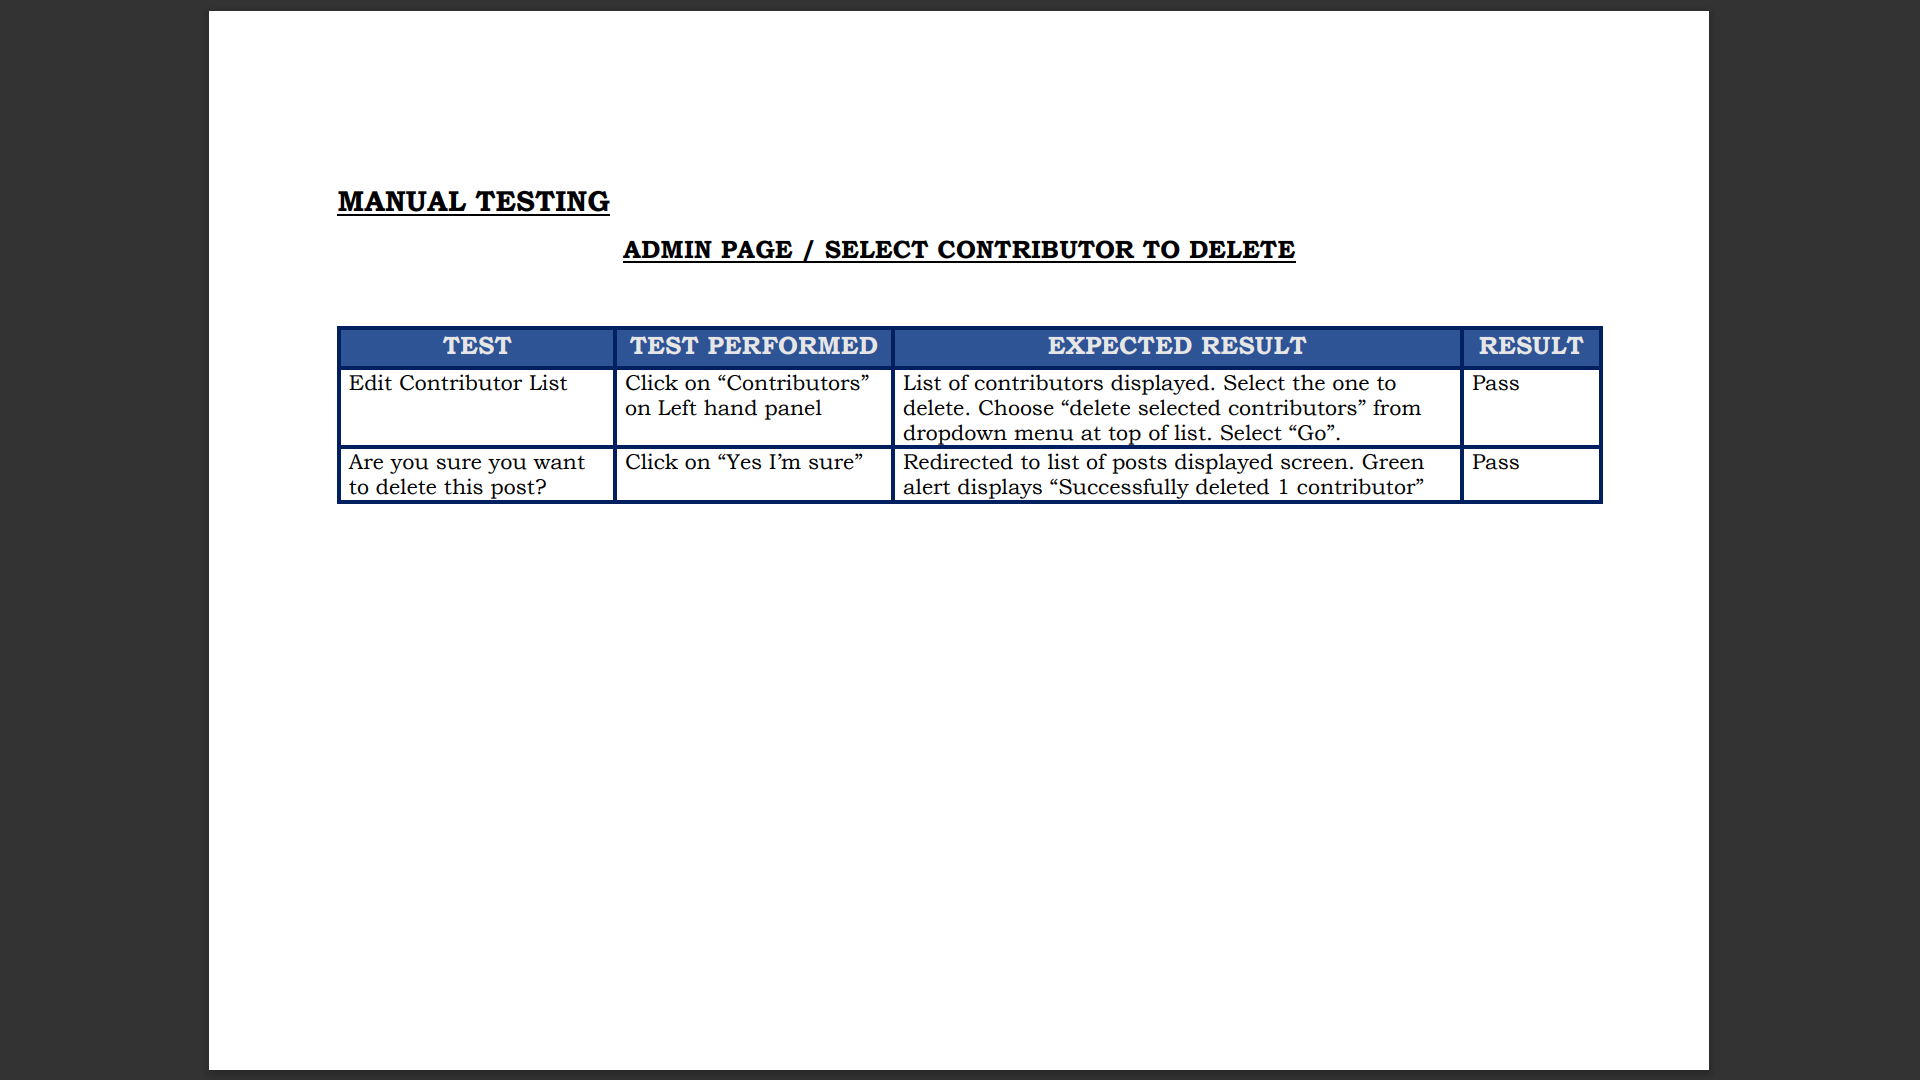 MANUAL TESTING
ADMIN PAGE / SELECT CONTRIBUTOR TO DELETE
TEST
TEST PERFORMED
EXPECTED RESULT
RESULT
Edit Contributor List
Click on “Contributors”
on Left hand panel
List of contributors displayed. Select the one to
delete. Choose “delete selected contributors” from
dropdown menu at top of list. Select “Go”.
Pass
Are you sure you want
to delete this post?
Click on “Yes I’m sure”
Redirected to list of posts displayed screen. Green
alert displays “Successfully deleted 1 contributor”
Pass